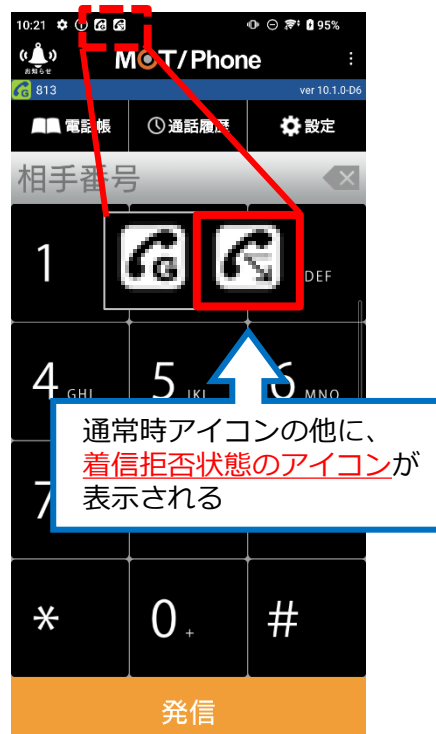 10:21 95%
お知らせ
MOT/Phone
813 ver 10.1.0-D6
電話帳 通話履歴 設定
相手番号
1 G DEF
4 GHI 5 JKL 6 MNO
通常時アイコンの他に、
着信拒否状態のアイコンが
表示される
7
* 0 + #
発信